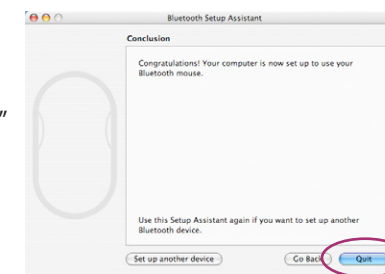 Bluetooth Setup Assistant
Conclusion
Congratulations! Your computer is now set up to use your
Bluetooth mouse.
"
Use this Setup Assistant again if you want to set up another
Bluetooth device.
Set up another device
Go Back
Quit